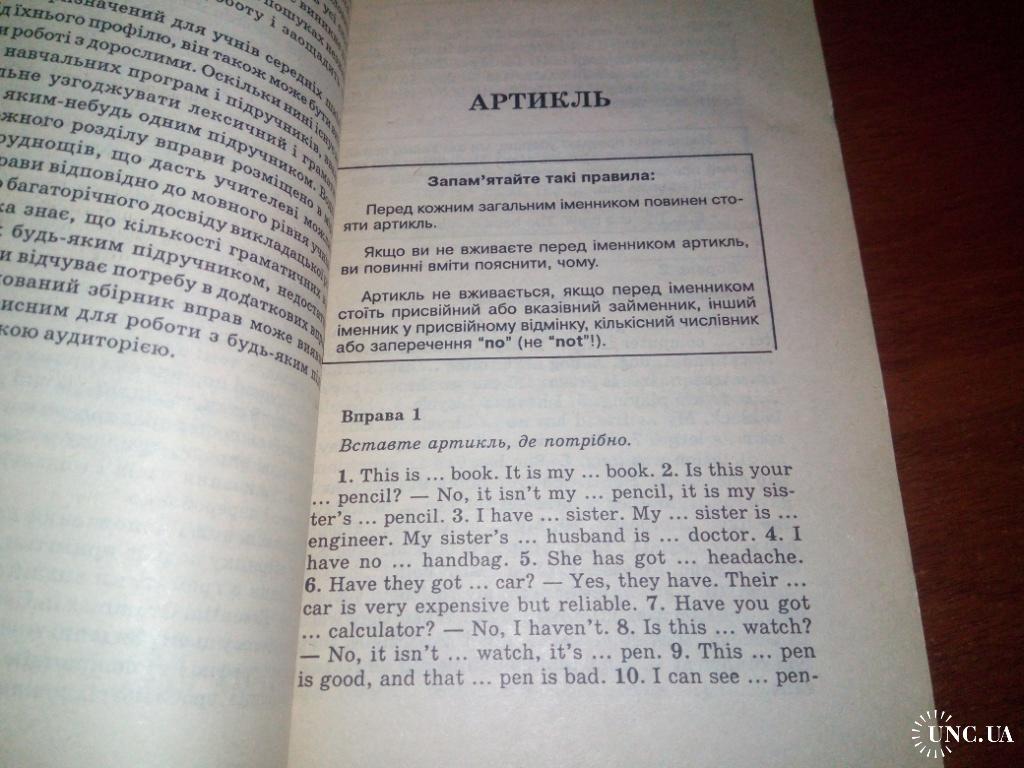 усі
виникає
пошуках
роботу і заощадить
призначений для учнів середніх
їхнього профілю, він також може бути
и роботі з дорослими. Оскільки нині існує
навчальних програм і підручників,
льне узгоджувати лексичний і
яким-небудь одним підручником.
ожного розділу вправи розміщено в
руднощів, що дасть учителеві
рави відповідно до мовного рівня
багаторічного досвіду викладацької
ка знає, що кількості граматичних
будь-яким підручником,
и відчуває потребу в додаткових
ований збірник вправ може
исним для роботи з будь-яким
кою аудиторією.
АРТИКЛЬ
Запам'ятайте такі правила:
Перед кожним загальним іменником повинен сто-
яти артикль.
Якщо ви не вживаєте перед іменником артикль,
ви повинні вміти пояснити, чому.
Артикль не вживається, якщо перед іменником
стоїть присвійний або вказівний займенник, інший
іменник у присвійному відмінку, кількісний числівник
або заперечення “no” (не “not”!).
Вправа 1
Вставте артикль, де потрібно.
1. This is ... book. It is my ... book. 2. Is this your
... pencil? — No, it isn't my ... pencil, it is my sis-
ter's ... pencil. 3. I have ... sister. My ... sister is ...
engineer. My sister's ... husband is ... doctor. 4. I
have no ... handbag. 5. She has got ... headache.
6. Have they got ... car? — Yes, they have. Their ...
car is very expensive but reliable. 7. Have you got
... calculator? — No, I haven't. 8. Is this ... watch?
— No, it isn't ... watch, it's ... pen. 9. This ... pen
is good, and that ... pen is bad. 10. I can see ... pen-
UNC.UA